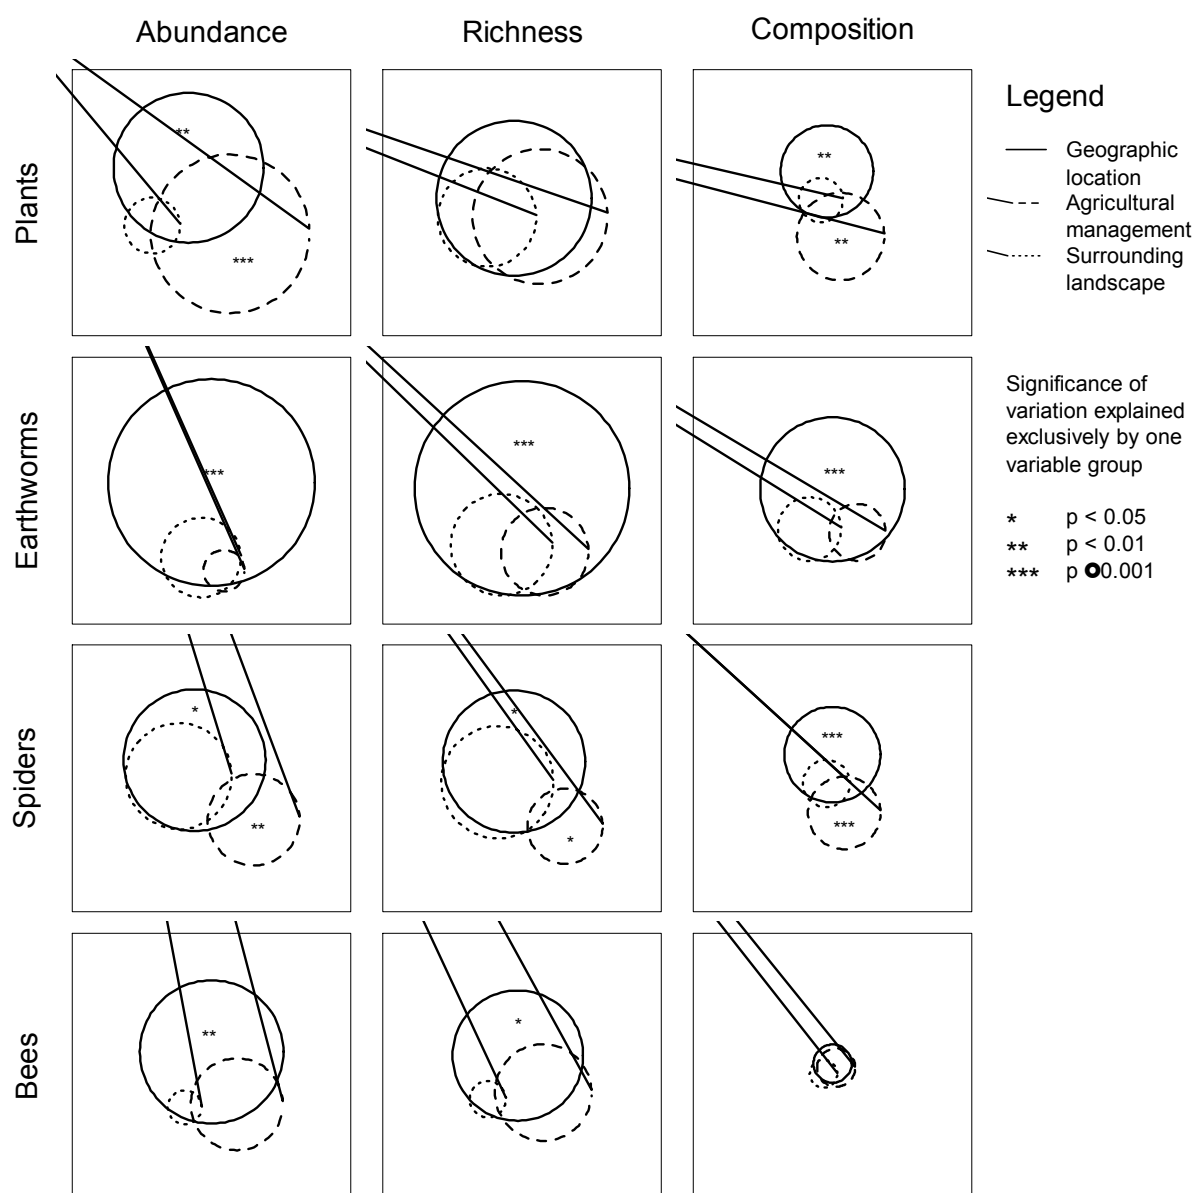 Abundance
Richness
Composition
Legend
Geographic
location
Agricultural
management
Surrounding
landscape
Plants
**
***
**
**
Significance of
variation explained
exclusively by one
variable group
* p < 0.05
** p < 0.01
*** p 0.001
Earthworms
***
***
***
Spiders
*
**
*
*
***
***
Bees
**
*